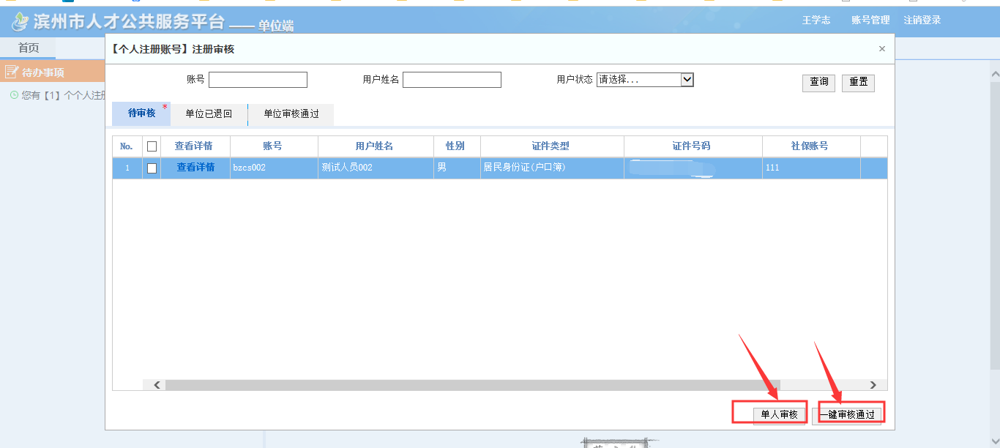 滨州市人才公共服务平台 —— 单位端
王学志 账号管理 注销登录
首页
【个人注册账号】注册审核 ×
待办事项
您有【1】个个人注册
账号 用户姓名 用户状态 请选择... 查询 重置
待审核 * 单位已退回 单位审核通过
No. 查看详情 账号 用户姓名 性别 证件类型 证件号码 社保账号
1 查看详情 bzcs002 测试人员002 男 居民身份证(户口簿) 111
单人审核 一键审核通过